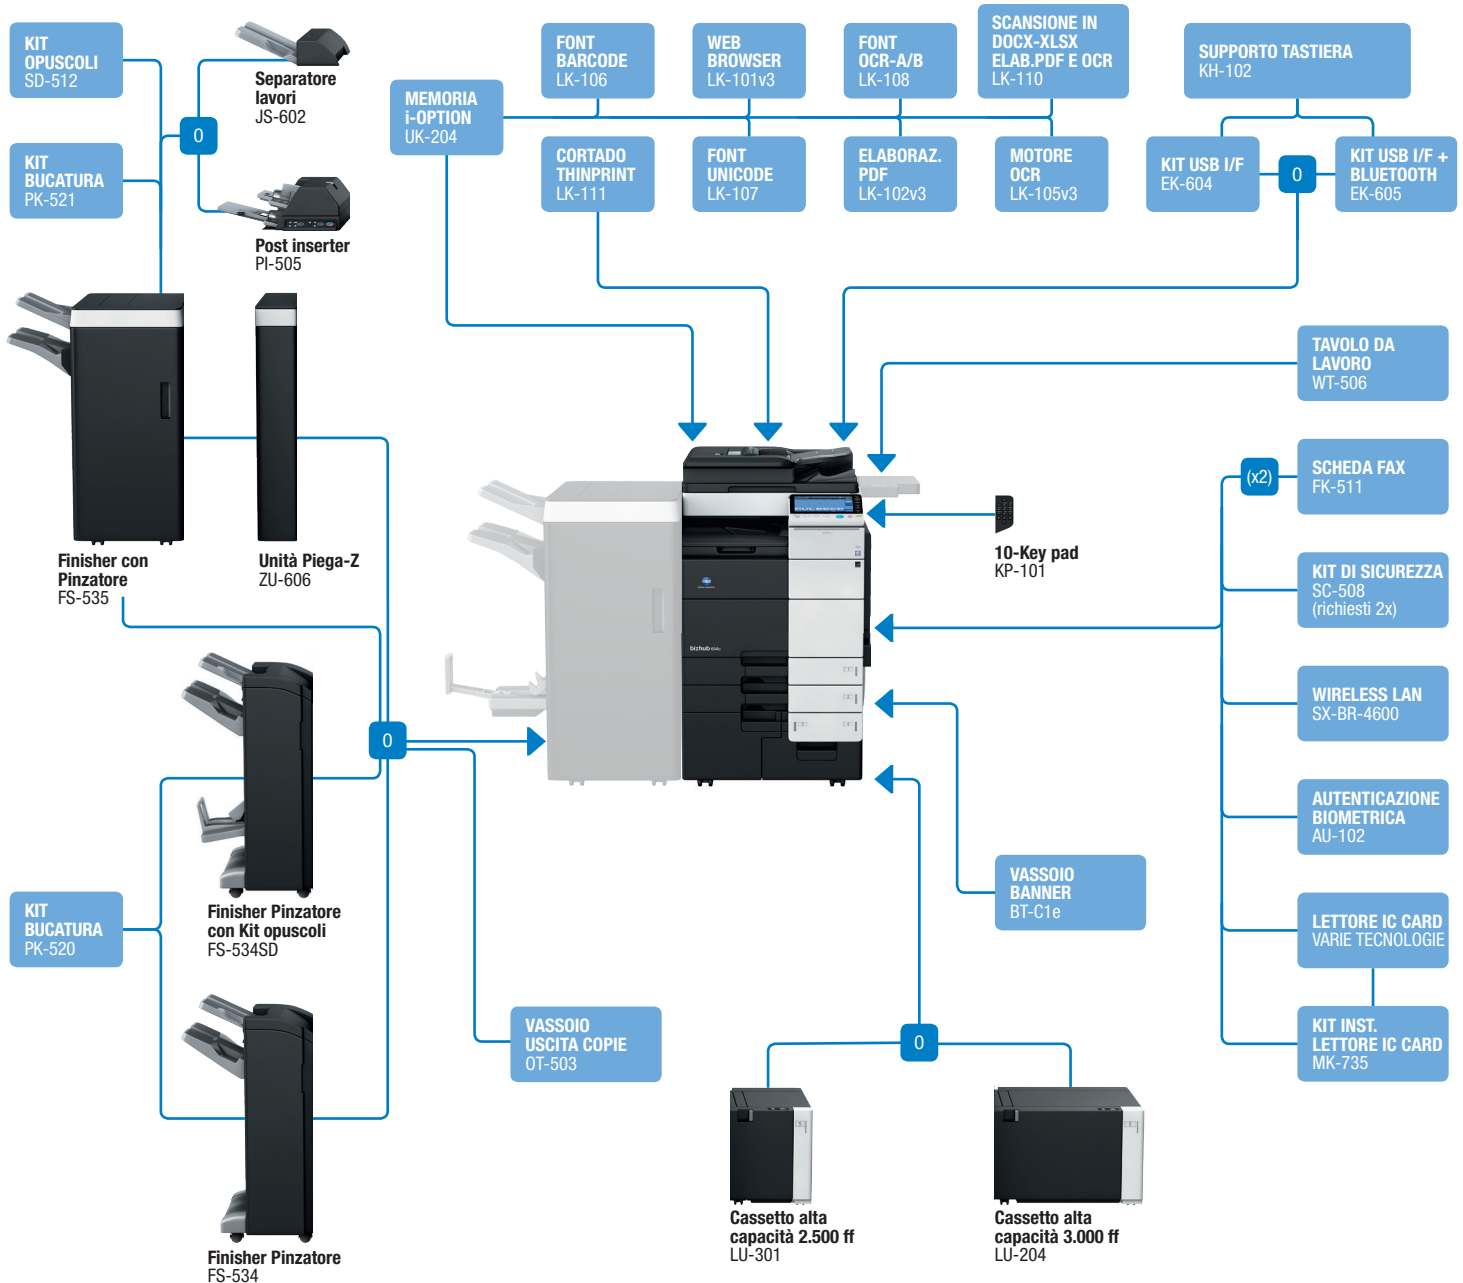 KIT
OPUSCOLI
SD-512
Separatore
lavori
JS-602
MEMORIA
i-OPTION
UK-204
FONT
BARCODE
LK-106
WEB
BROWSER
LK-101v3
FONT
OCR-A/B
LK-108
SCANSIONE IN
DOCX-XLSX
ELAB.PDF E OCR
LK-110
SUPPORTO TASTIERA
KH-102
0
KIT
BUCATURA
PK-521
CORTADO
THINPRINT
LK-111
FONT
UNICODE
LK-107
ELABORAZ.
PDF
LK-102v3
MOTORE
OCR
LK-105v3
KIT USB I/F
EK-604
0
KIT USB I/F +
BLUETOOTH
EK-605
Post inserter
PI-505
TAVOLO DA
LAVORO
WT-506
(x2)
SCHEDA FAX
FK-511
Finisher con
Pinzatore
FS-535
Unità Piega-Z
ZU-606
10-Key pad
KP-101
KIT DI SICUREZZA
SC-508
(richiesti 2x)
bizhub 654e
WIRELESS LAN
SX-BR-4600
0
AUTENTICAZIONE
BIOMETRICA
AU-102
VASSOIO
BANNER
BT-C1e
KIT
BUCATURA
PK-520
Finisher Pinzatore
con Kit opuscoli
FS-534SD
LETTORE IC CARD
VARIE TECNOLOGIE
VASSOIO
USCITA COPIE
OT-503
0
KIT INST.
LETTORE IC CARD
MK-735
Cassetto alta
capacità 2.500 ff
LU-301
Cassetto alta
capacità 3.000 ff
LU-204
Finisher Pinzatore
FS-534